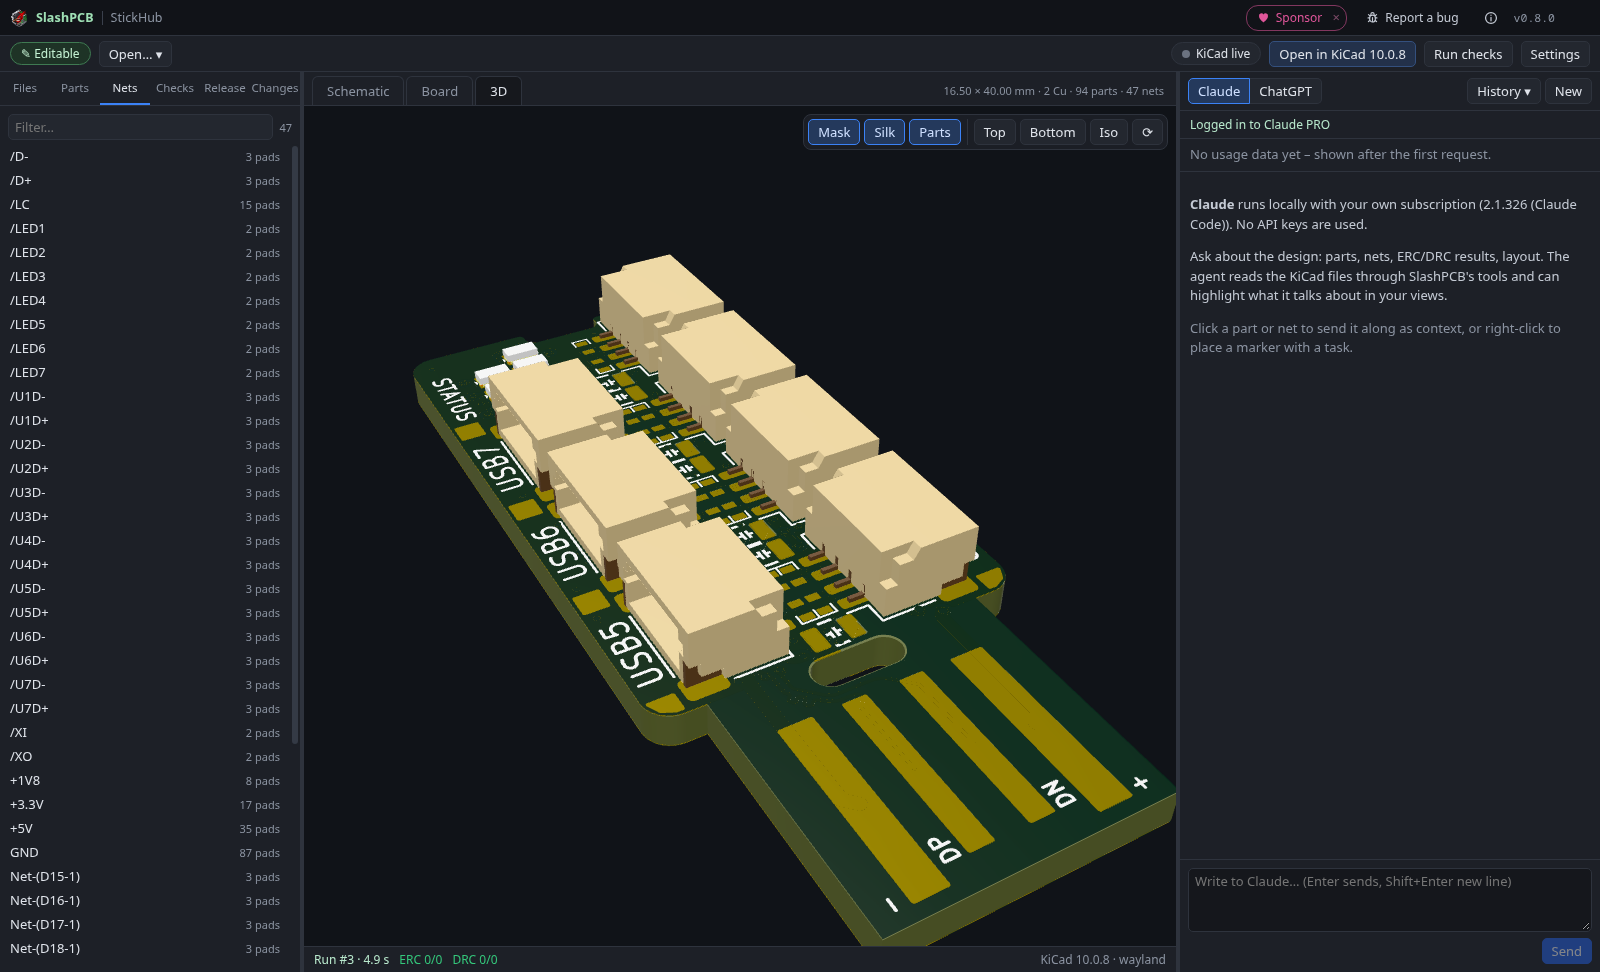 SlashPCB | StickHub
Sponsor ×
Report a bug
v0.8.0
✎ Editable
Open... ▾
KiCad live
Open in KiCad 10.0.8
Run checks
Settings
Files Parts Nets Checks Release Changes
Filter...
47
/D- 3 pads
/D+ 3 pads
/LC 15 pads
/LED1 2 pads
/LED2 2 pads
/LED3 2 pads
/LED4 2 pads
/LED5 2 pads
/LED6 2 pads
/LED7 2 pads
/U1D- 3 pads
/U1D+ 3 pads
/U2D- 3 pads
/U2D+ 3 pads
/U3D- 3 pads
/U3D+ 3 pads
/U4D- 3 pads
/U4D+ 3 pads
/U5D- 3 pads
/U5D+ 3 pads
/U6D- 3 pads
/U6D+ 3 pads
/U7D- 3 pads
/U7D+ 3 pads
/XI 2 pads
/XO 2 pads
+1V8 8 pads
+3.3V 17 pads
+5V 35 pads
GND 87 pads
Net-(D15-1) 3 pads
Net-(D16-1) 3 pads
Net-(D17-1) 3 pads
Net-(D18-1) 3 pads
Schematic Board 3D
16.50 × 40.00 mm · 2 Cu · 94 parts · 47 nets
Mask Silk Parts Top Bottom Iso ⟳
STATUS
USB7
USB6
USB5
+
DN
DP
-
Run #3 · 4.9 s ERC 0/0 DRC 0/0
KiCad 10.0.8 · wayland
Claude ChatGPT
History ▾ New
Logged in to Claude PRO
No usage data yet – shown after the first request.
Claude runs locally with your own subscription (2.1.326 (Claude
Code)). No API keys are used.
Ask about the design: parts, nets, ERC/DRC results, layout. The
agent reads the KiCad files through SlashPCB's tools and can
highlight what it talks about in your views.
Click a part or net to send it along as context, or right-click to
place a marker with a task.
Write to Claude... (Enter sends, Shift+Enter new line)
Send